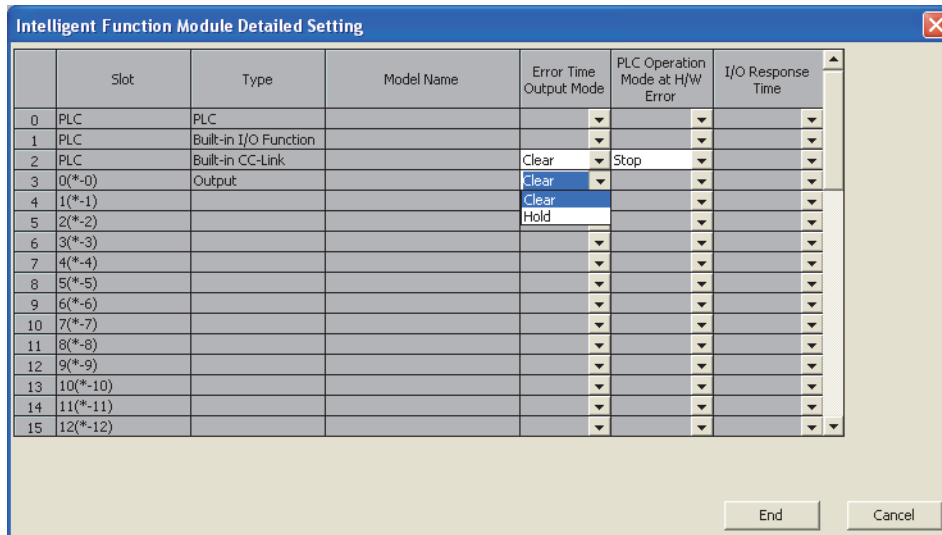 Intelligent Function Module Detailed Setting
Slot Type Model Name Error Time Output Mode PLC Operation Mode at H/W Error I/O Response Time
0 PLC PLC
1 PLC Built-in I/O Function
2 PLC Built-in CC-Link Clear Stop
3 0(*-0) Output Clear
4 1(*-1) Clear
5 2(*-2) Hold
6 3(*-3)
7 4(*-4)
8 5(*-5)
9 6(*-6)
10 7(*-7)
11 8(*-8)
12 9(*-9)
13 10(*-10)
14 11(*-11)
15 12(*-12)
End Cancel